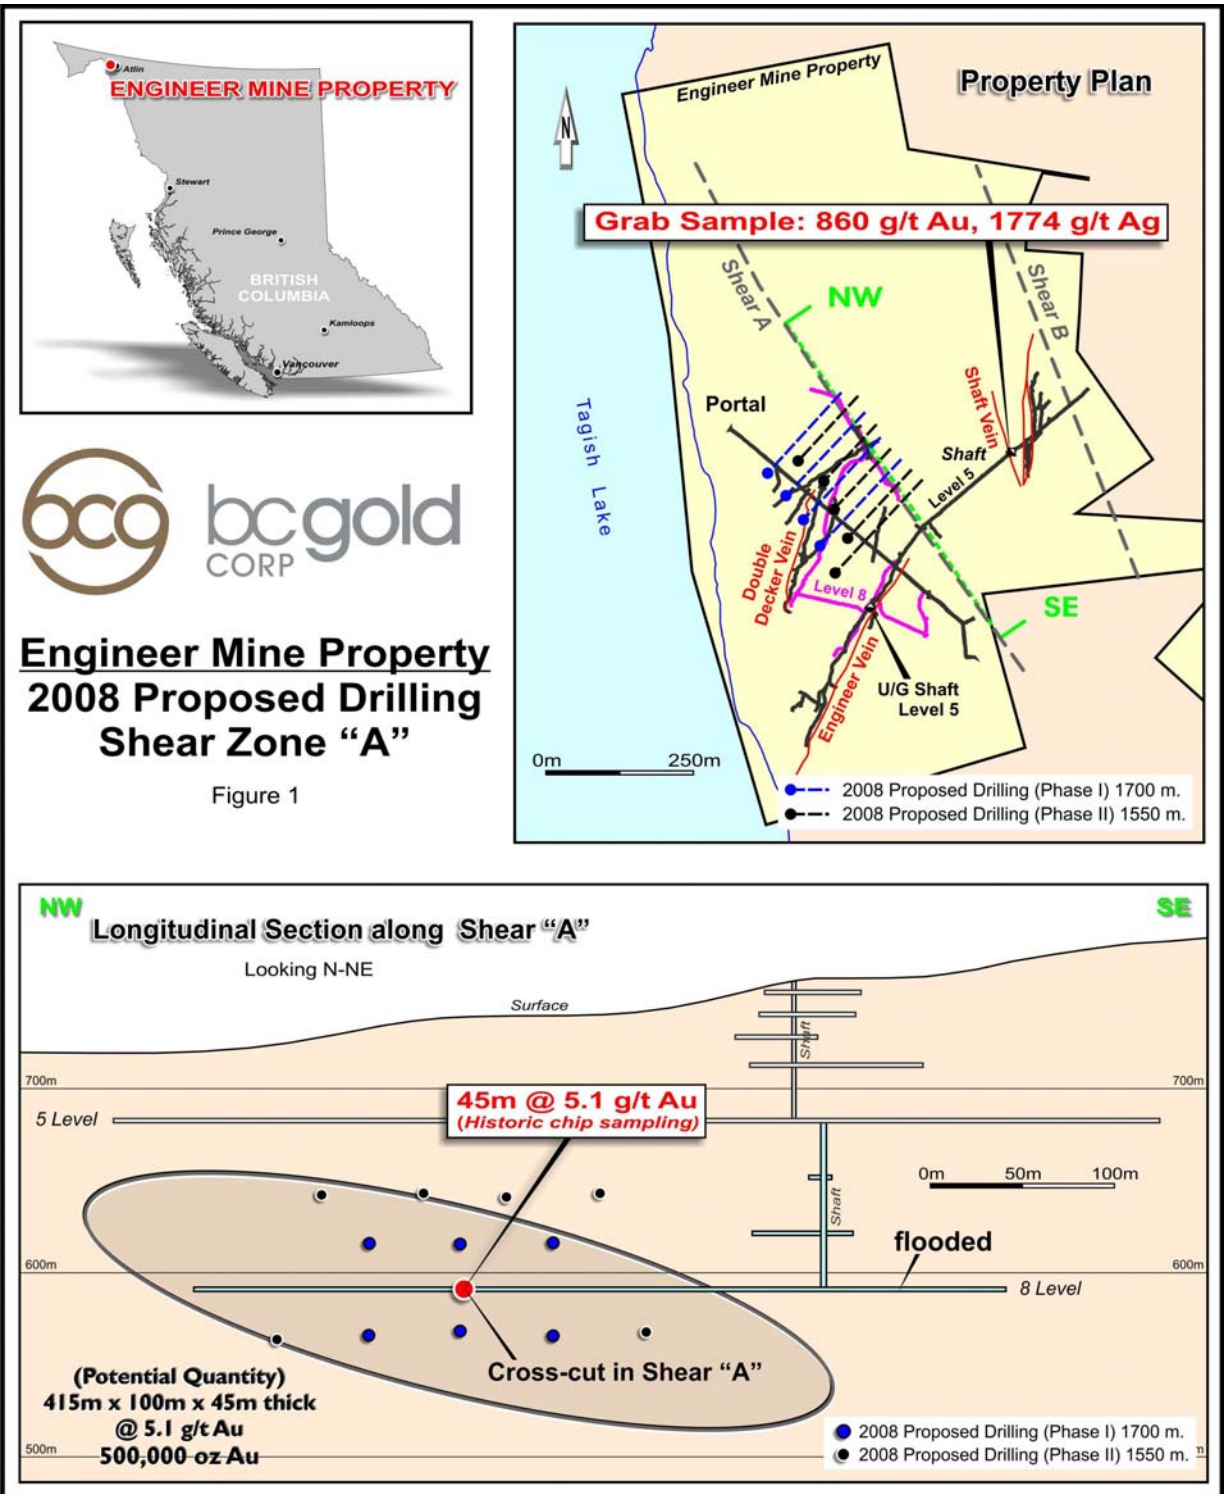 Atlin
ENGINEER MINE PROPERTY
Stewart
Prince George
BRITISH
COLUMBIA
Kamloops
Vancouver
bcg
bcgold
CORP
Engineer Mine Property
2008 Proposed Drilling
Shear Zone “A”
Figure 1
Property Plan
Engineer Mine Property
N
Grab Sample: 860 g/t Au, 1774 g/t Ag
Shear A
Shear B
NW
Portal
Tagish Lake
Shaft Vein
Shaft
Level 5
Double
Decker Vein
Level 8
SE
Engineer Vein
U/G Shaft
Level 5
0m 250m
2008 Proposed Drilling (Phase I) 1700 m.
2008 Proposed Drilling (Phase II) 1550 m.
NW
SE
Longitudinal Section along Shear “A”
Looking N-NE
Surface
Shaft
700m
700m
45m @ 5.1 g/t Au
(Historic chip sampling)
5 Level
0m 50m 100m
Shaft
flooded
600m
600m
8 Level
Cross-cut in Shear “A”
(Potential Quantity)
415m x 100m x 45m thick
@ 5.1 g/t Au
500,000 oz Au
500m
2008 Proposed Drilling (Phase I) 1700 m.
2008 Proposed Drilling (Phase II) 1550 m.